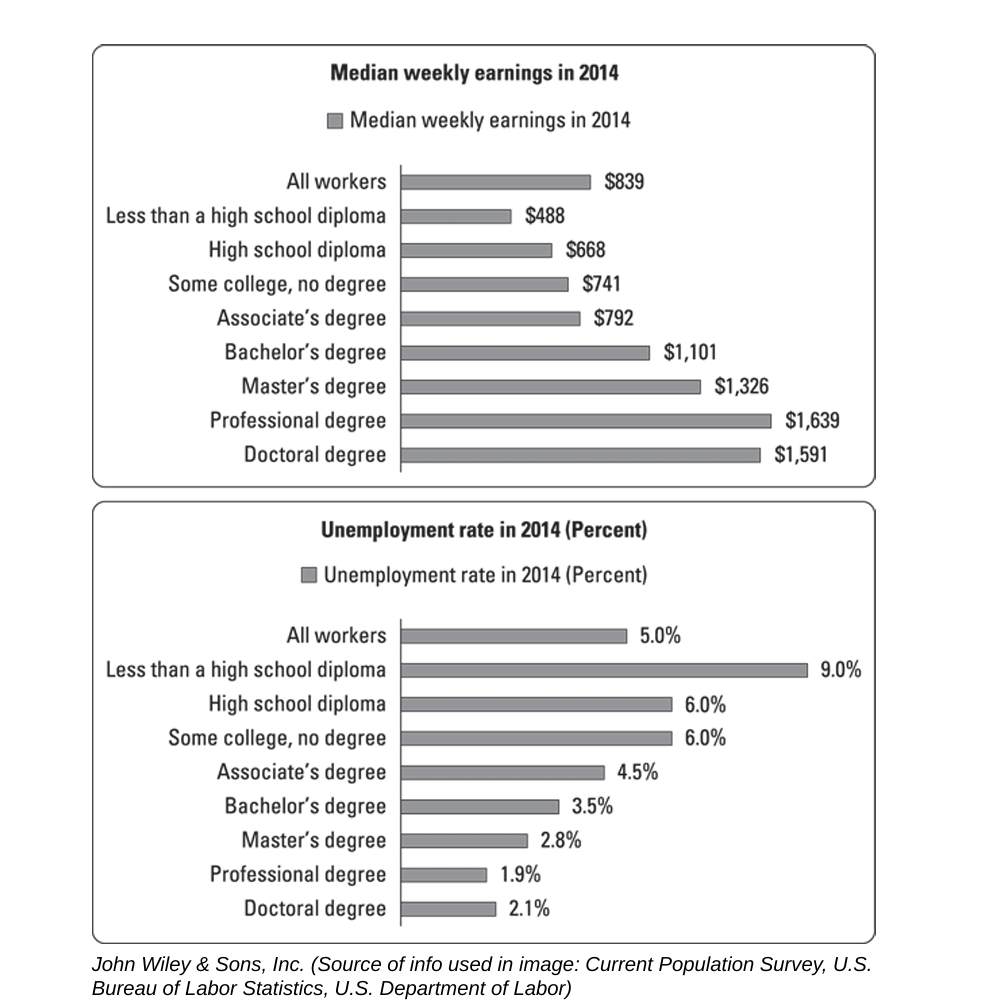 Median weekly earnings in 2014
Median weekly earnings in 2014
All workers $839
Less than a high school diploma $488
High school diploma $668
Some college, no degree $741
Associate’s degree $792
Bachelor’s degree $1,101
Master’s degree $1,326
Professional degree $1,639
Doctoral degree $1,591
Unemployment rate in 2014 (Percent)
Unemployment rate in 2014 (Percent)
All workers 5.0%
Less than a high school diploma 9.0%
High school diploma 6.0%
Some college, no degree 6.0%
Associate’s degree 4.5%
Bachelor’s degree 3.5%
Master’s degree 2.8%
Professional degree 1.9%
Doctoral degree 2.1%
John Wiley & Sons, Inc. (Source of info used in image: Current Population Survey, U.S.
Bureau of Labor Statistics, U.S. Department of Labor)